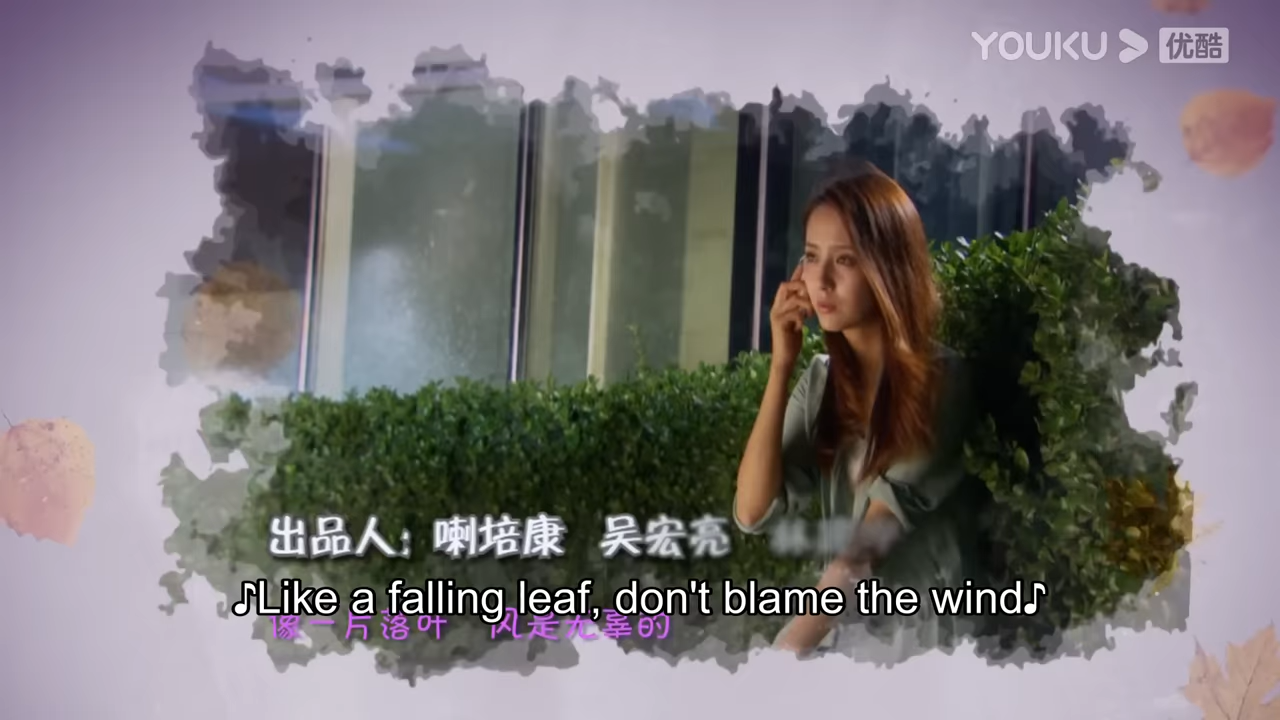 YOUKU 优酷
出品人: 喇培康 吴宏亮
♪Like a falling leaf, don't blame the wind♪
像一片落叶 风是无辜的